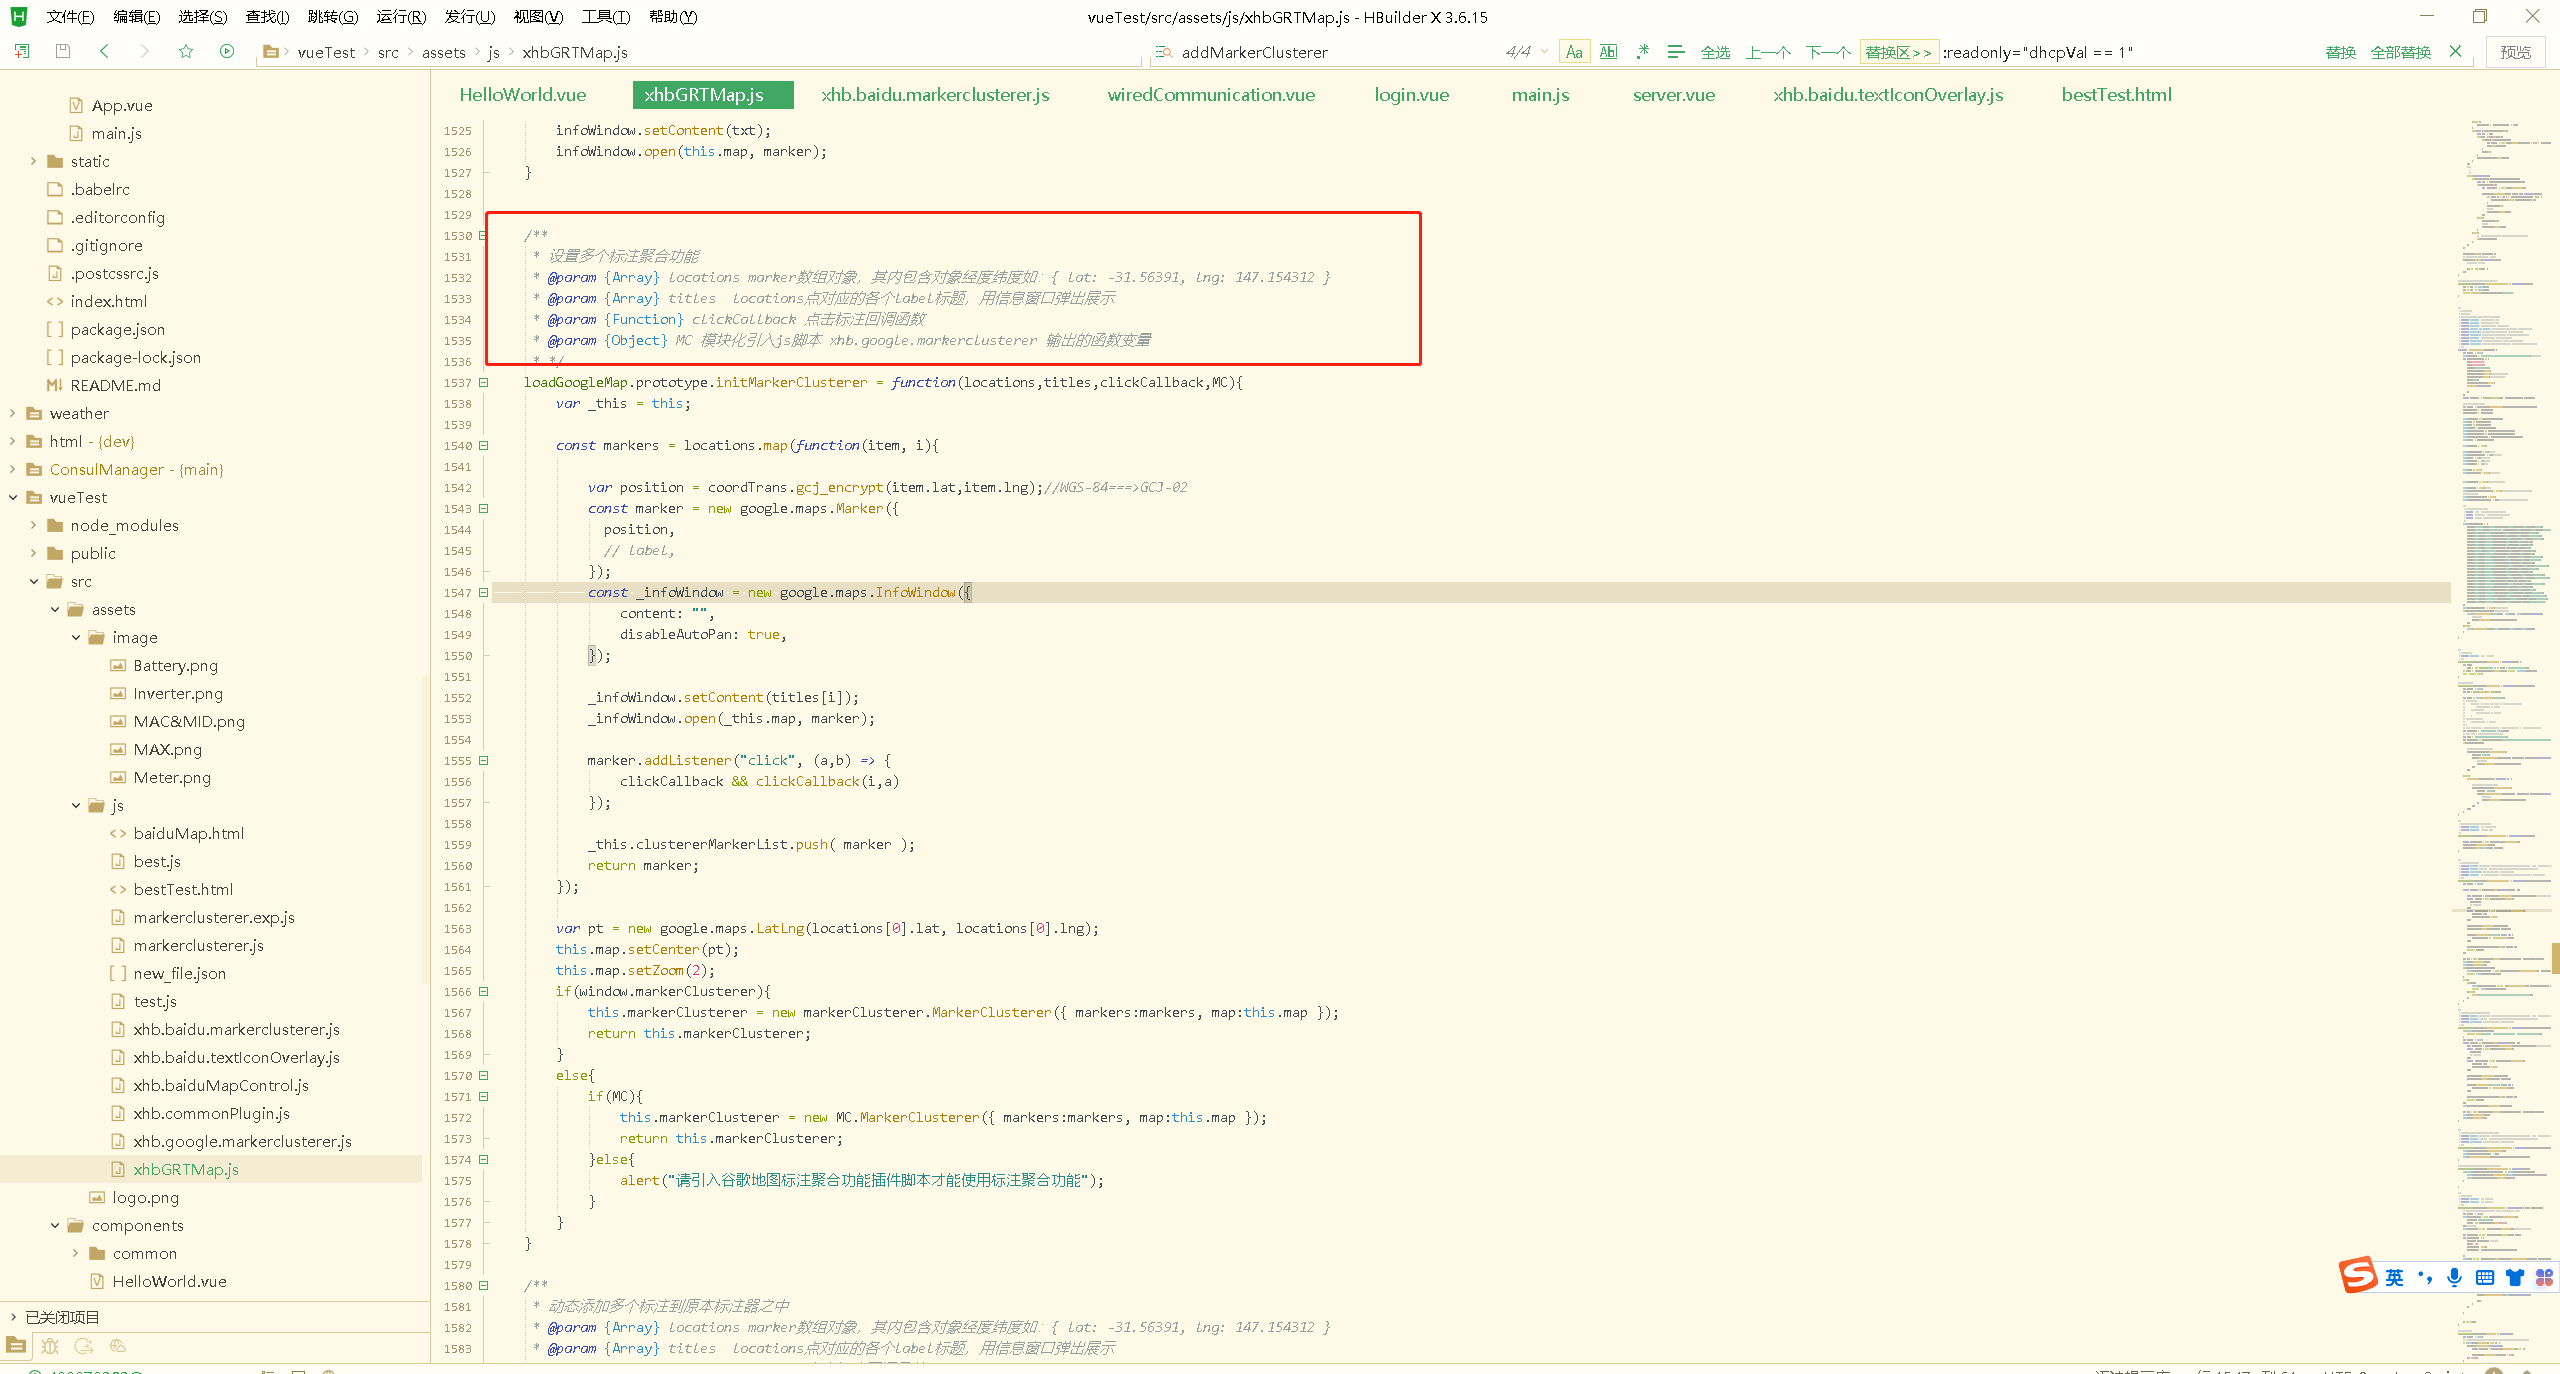 文件(F) 编辑(E) 选择(S) 查找(I) 跳转(G) 运行(R) 发行(U) 视图(V) 工具(T) 帮助(Y)
vueTest/src/assets/js/xhbGRTMap.js - HBuilder X 3.6.15
vueTest > src > assets > js > xhbGRTMap.js
addMarkerClusterer 4/4 Aa Ab .* 全选 上一个 下一个 替换区>> :readonly="dhcpVal == 1" 替换 全部替换 预览
App.vue
main.js
static
.babelrc
.editorconfig
.gitignore
.postcssrc.js
index.html
package.json
package-lock.json
README.md
weather
html - {dev}
ConsulManager - {main}
vueTest
node_modules
public
src
assets
image
Battery.png
Inverter.png
MAC&MID.png
MAX.png
Meter.png
js
baiduMap.html
best.js
bestTest.html
markerclusterer.exp.js
markerclusterer.js
new_file.json
test.js
xhb.baidu.markerclusterer.js
xhb.baidu.textIconOverlay.js
xhb.baiduMapControl.js
xhb.commonPlugin.js
xhb.google.markerclusterer.js
xhbGRTMap.js
logo.png
components
common
HelloWorld.vue
已关闭项目
HelloWorld.vue xhbGRTMap.js xhb.baidu.markerclusterer.js wiredCommunication.vue login.vue main.js server.vue xhb.baidu.textIconOverlay.js bestTest.html
1525 infoWindow.setContent(txt);
1526 infoWindow.open(this.map, marker);
1527 }
1528
1529
1530 /**
1531 * 设置多个标注聚合功能
1532 * @param {Array} locations marker数组对象，其内包含对象经度纬度如：{ lat: -31.56391, lng: 147.154312 }
1533 * @param {Array} titles locations点对应的各个label标题，用信息窗口弹出展示
1534 * @param {Function} clickCallback 点击标注回调函数
1535 * @param {Object} MC 模块化引入js脚本 xhb.google.markerclusterer 输出的函数变量
1536 * */
1537 loadGoogleMap.prototype.initMarkerClusterer = function(locations,titles,clickCallback,MC){
1538 var _this = this;
1539
1540 const markers = locations.map(function(item, i){
1541
1542 var position = coordTrans.gcj_encrypt(item.lat,item.lng);//WGS-84===>GCJ-02
1543 const marker = new google.maps.Marker({
1544 position,
1545 // label,
1546 });
1547 const _infoWindow = new google.maps.InfoWindow({
1548 content: "",
1549 disableAutoPan: true,
1550 });
1551
1552 _infoWindow.setContent(titles[i]);
1553 _infoWindow.open(_this.map, marker);
1554
1555 marker.addListener("click", (a,b) => {
1556 clickCallback && clickCallback(i,a)
1557 });
1558
1559 _this.clustererMarkerList.push( marker );
1560 return marker;
1561 });
1562
1563 var pt = new google.maps.LatLng(locations[0].lat, locations[0].lng);
1564 this.map.setCenter(pt);
1565 this.map.setZoom(2);
1566 if(window.markerClusterer){
1567 this.markerClusterer = new markerClusterer.MarkerClusterer({ markers:markers, map:this.map });
1568 return this.markerClusterer;
1569 }
1570 else{
1571 if(MC){
1572 this.markerClusterer = new MC.MarkerClusterer({ markers:markers, map:this.map });
1573 return this.markerClusterer;
1574 }else{
1575 alert("请引入谷歌地图标注聚合功能插件脚本才能使用标注聚合功能");
1576 }
1577 }
1578 }
1579
1580 /**
1581 * 动态添加多个标注到原本标注器之中
1582 * @param {Array} locations marker数组对象，其内包含对象经度纬度如：{ lat: -31.56391, lng: 147.154312 }
1583 * @param {Array} titles locations点对应的各个label标题，用信息窗口弹出展示
英